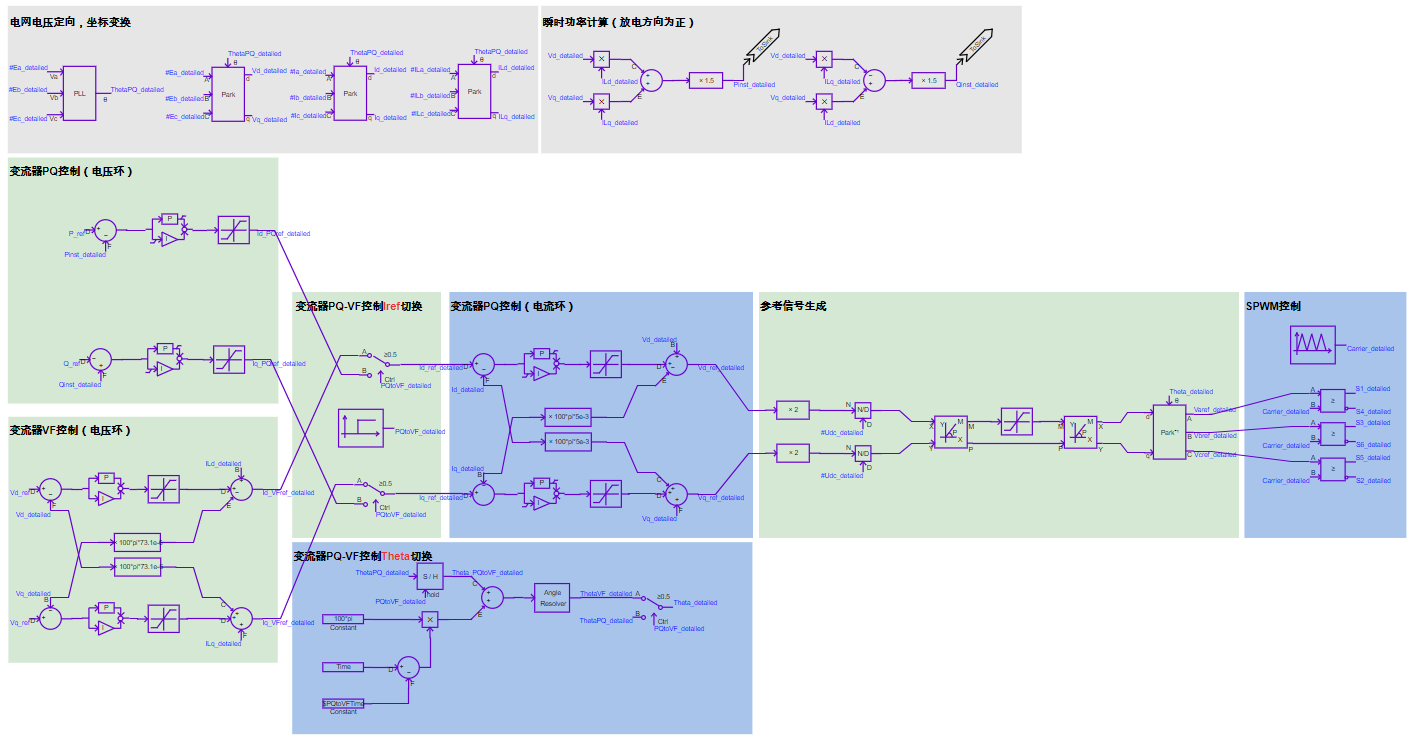 电网电压定向，坐标变换
#Ea_detailed
Va
#Eb_detailed
Vb
#Ec_detailed
Vc
PLL
θ
ThetaPQ_detailed
ThetaPQ_detailed
θ
#Ea_detailed
A
#Eb_detailed
B
#Ec_detailed
C
Park
Vd_detailed
d
q
Vq_detailed
ThetaPQ_detailed
θ
#Ia_detailed
A
#Ib_detailed
B
#Ic_detailed
C
Park
Id_detailed
d
q
Iq_detailed
ThetaPQ_detailed
θ
#ILa_detailed
A
#ILb_detailed
B
#ILc_detailed
C
Park
ILd_detailed
d
q
ILq_detailed
瞬时功率计算（放电方向为正）
Vd_detailed
×
ILd_detailed
C
+
+
E
Vq_detailed
×
ILq_detailed
× 1.5
Pinst_detailed
ToSink
Vd_detailed
×
ILq_detailed
C
−
+
E
Vq_detailed
×
ILd_detailed
× 1.5
Qinst_detailed
ToSink
变流器PQ控制（电压环）
P_ref
D
+
−
F
Pinst_detailed
P
I
Id_PQref_detailed
Q_ref
D
−
+
F
Qinst_detailed
P
I
Iq_PQref_detailed
变流器VF控制（电压环）
Vd_ref
D
+
−
F
Vd_detailed
P
I
ILd_detailed
B
D
E
Id_VFref_detailed
100*pi*73.1e-6
100*pi*73.1e-6
Vq_detailed
B
Vq_ref
D
P
I
C
D
F
ILq_detailed
Iq_VFref_detailed
变流器PQ-VF控制Iref切换
A
≥0.5
B
Ctrl
PQtoVF_detailed
PQtoVF_detailed
A
≥0.5
B
Ctrl
PQtoVF_detailed
变流器PQ控制（电流环）
Id_ref_detailed
D
+
−
F
Id_detailed
P
I
Vd_detailed
B
D
E
Vd_ref_detailed
× 100*pi*5e-3
× 100*pi*5e-3
Iq_detailed
B
Iq_ref_detailed
D
P
I
C
D
F
Vq_detailed
Vq_ref_detailed
变流器PQ-VF控制Theta切换
ThetaPQ_detailed
S / H
hold
PQtoVF_detailed
Theta_PQtoVF_detailed
C
+
+
E
100*pi
Constant
×
Time
D
+
−
F
SPQtoVFTime
Constant
Angle
Resolver
ThetaVF_detailed
A
≥0.5
B
ThetaPQ_detailed
Ctrl
PQtoVF_detailed
Theta_detailed
参考信号生成
× 2
N
N/D
D
#Udc_detailed
× 2
N
N/D
D
#Udc_detailed
X
Y
M
P
X
Y
M
P
M
P
Y
M
P
X
X
Y
Theta_detailed
θ
d
q
Park⁻¹
A
B
C
Varef_detailed
Vbref_detailed
Vcref_detailed
SPWM控制
Carrier_detailed
A
B
≥
S1_detailed
Carrier_detailed
S4_detailed
A
B
≥
S3_detailed
Carrier_detailed
S6_detailed
A
B
≥
S5_detailed
Carrier_detailed
S2_detailed